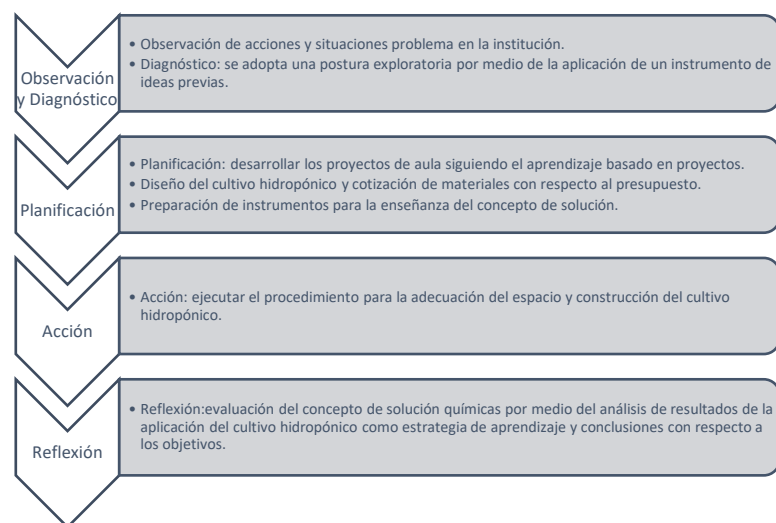 Observación
y Diagnóstico
• Observación de acciones y situaciones problema en la institución.
• Diagnóstico: se adopta una postura exploratoria por medio de la aplicación de un instrumento de
ideas previas.
Planificación
• Planificación: desarrollar los proyectos de aula siguiendo el aprendizaje basado en proyectos.
• Diseño del cultivo hidropónico y cotización de materiales con respecto al presupuesto.
• Preparación de instrumentos para la enseñanza del concepto de solución.
Acción
• Acción: ejecutar el procedimiento para la adecuación del espacio y construcción del cultivo
hidropónico.
Reflexión
• Reflexión:evaluación del concepto de solución químicas por medio del análisis de resultados de la
aplicación del cultivo hidropónico como estrategia de aprendizaje y conclusiones con respecto a
los objetivos.